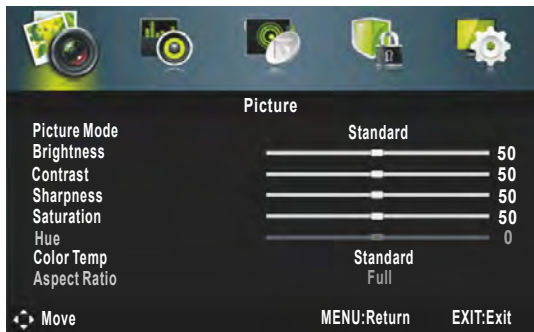 Picture
Picture Mode Standard
Brightness 50
Contrast 50
Sharpness 50
Saturation 50
Hue 0
Color Temp Standard
Aspect Ratio Full
Move MENU:Return EXIT:Exit